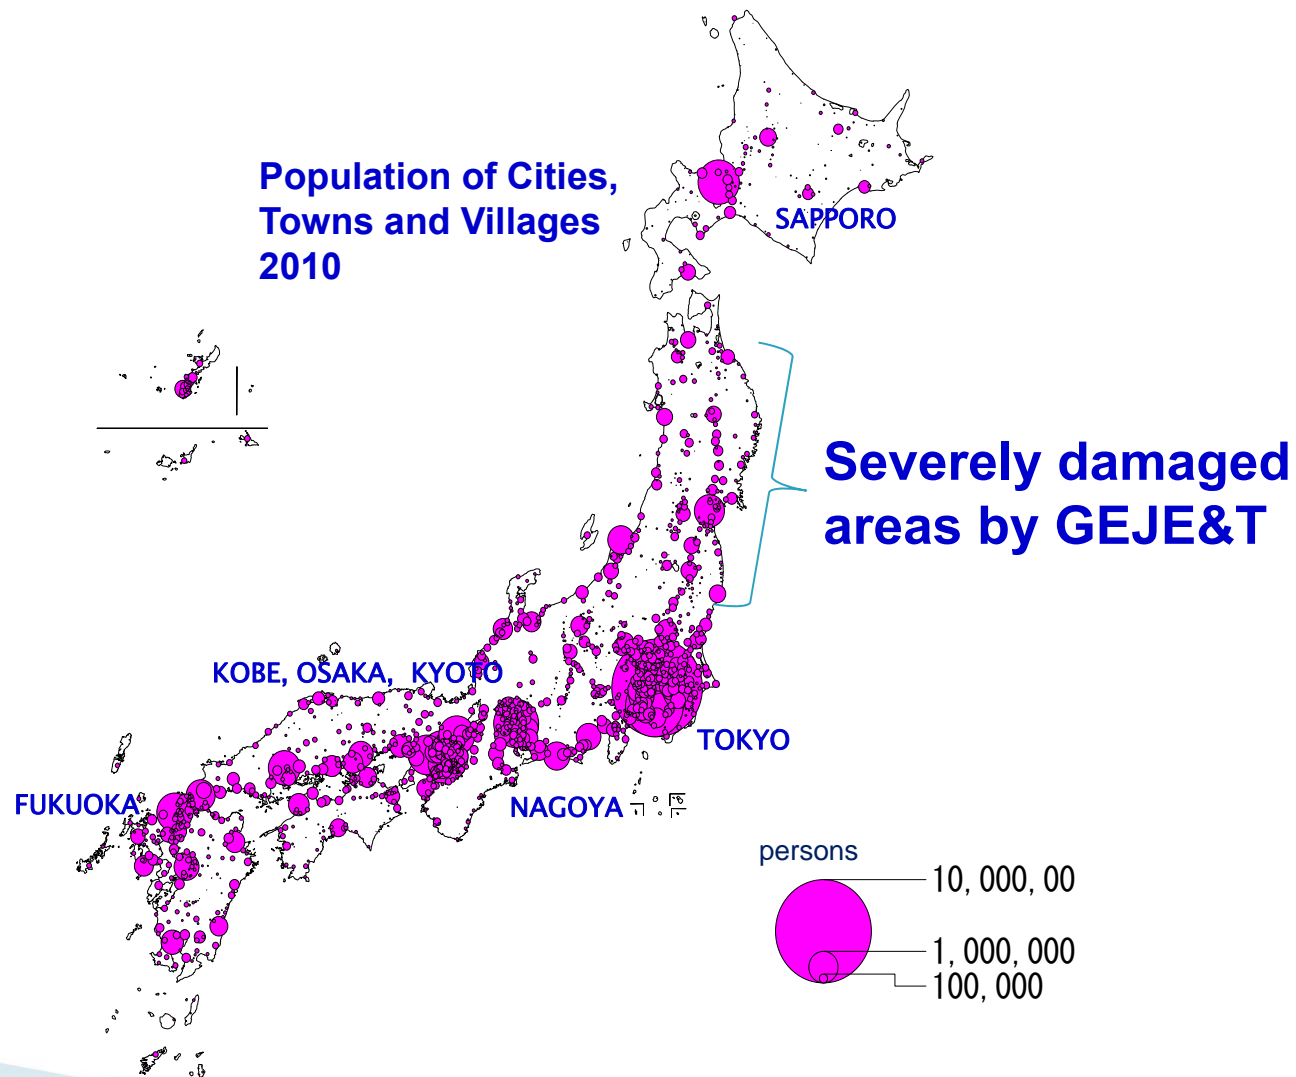 Population of Cities,
Towns and Villages
2010
SAPPORO
Severely damaged
areas by GEJE&T
KOBE, OSAKA, KYOTO
TOKYO
FUKUOKA
NAGOYA
persons
10,000,00
1,000,000
100,000